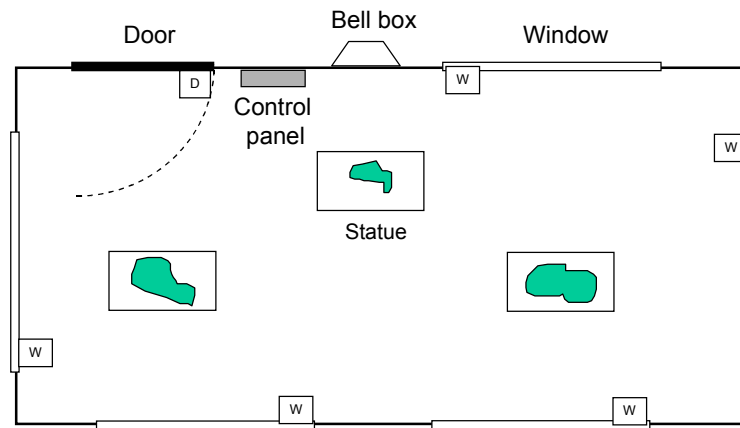 Bell box
Door
Window
D
W
Control
panel
W
Statue
W
W
W